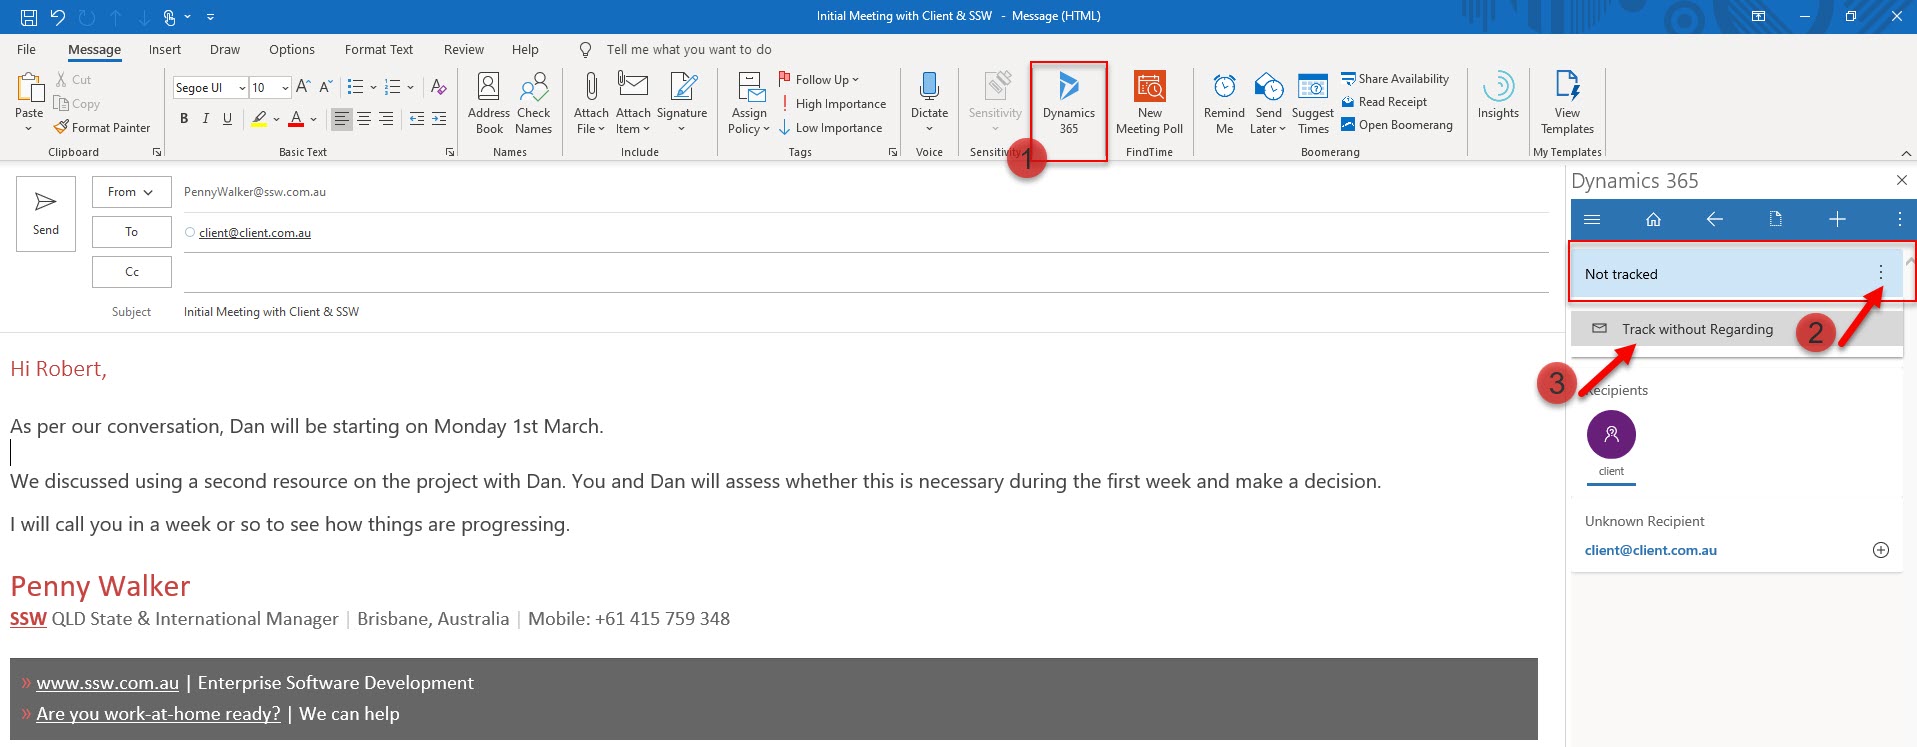 Initial Meeting with Client & SSW - Message (HTML)
File Message Insert Draw Options Format Text Review Help Tell me what you want to do
Paste
Cut
Copy
Format Painter
Clipboard
Segoe UI 10
B I U A
Basic Text
Address Book
Check Names
Names
Attach File
Attach Item
Signature
Include
Assign Policy
Follow Up
High Importance
Low Importance
Tags
Dictate
Voice
Sensitivity
Sensitivity
Dynamics 365
1
New Meeting Poll
FindTime
Remind Me
Send Later
Suggest Times
Share Availability
Read Receipt
Open Boomerang
Boomerang
Insights
View Templates
My Templates
Send
From PennyWalker@ssw.com.au
To client@client.com.au
Cc
Subject Initial Meeting with Client & SSW
Hi Robert,
As per our conversation, Dan will be starting on Monday 1st March.
We discussed using a second resource on the project with Dan. You and Dan will assess whether this is necessary during the first week and make a decision.
I will call you in a week or so to see how things are progressing.
Penny Walker
SSW QLD State & International Manager | Brisbane, Australia | Mobile: +61 415 759 348
» www.ssw.com.au | Enterprise Software Development
» Are you work-at-home ready? | We can help
Dynamics 365
Not tracked
2
Track without Regarding
3
Recipients
client
Unknown Recipient
client@client.com.au